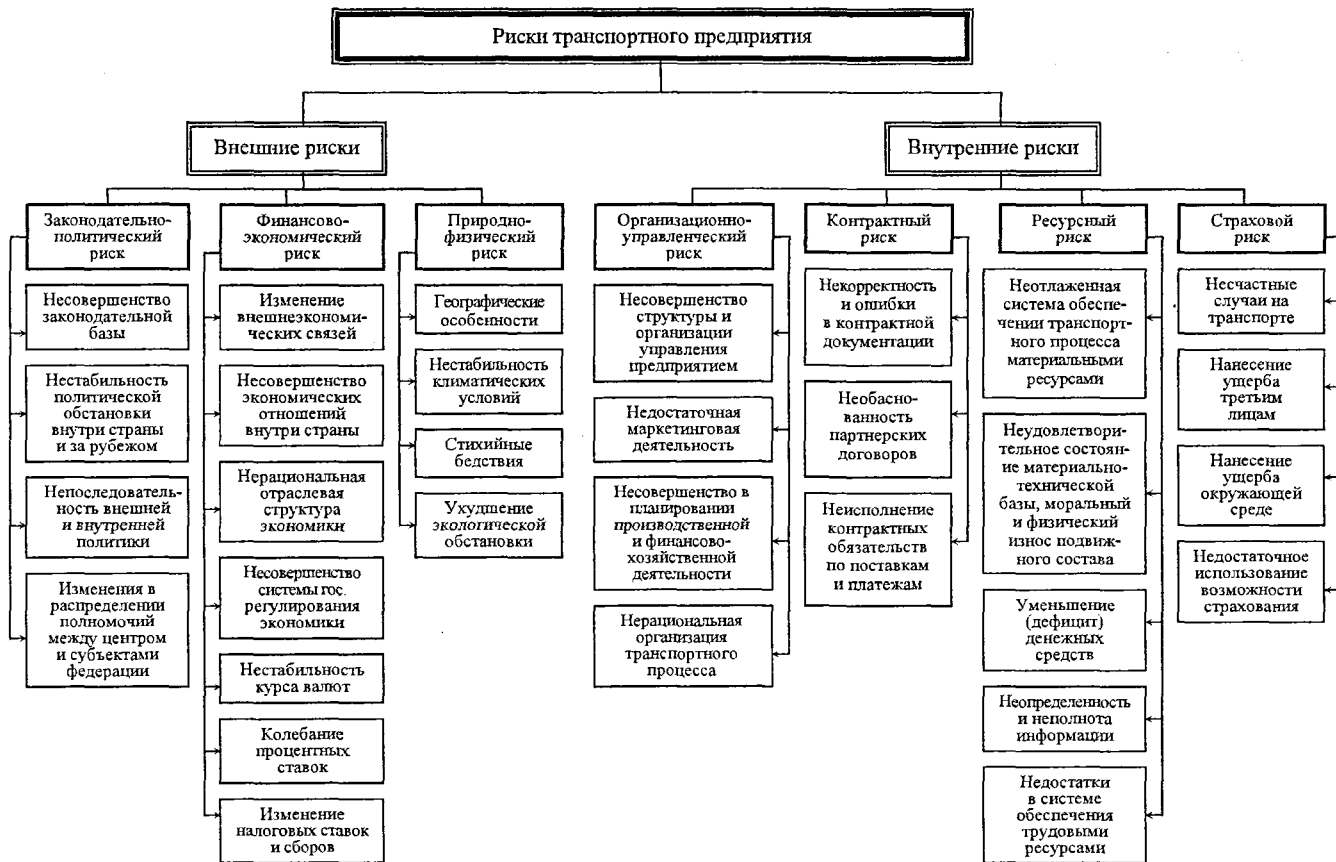 Риски транспортного предприятия
Внешние риски
Внутренние риски
Законодательно-
политический
риск
Несовершенство
законодательной
базы
Нестабильность
политической
обстановки
внутри страны
и за рубежом
Непоследователь-
ность внешней
и внутренней
политики
Изменения в
распределении
полномочий
между центром
и субъектами
федерации
Финансово-
экономический
риск
Изменение
внешнеэкономи-
ческих связей
Несовершенство
экономических
отношений
внутри страны
Нерациональная
отраслевая
структура
экономики
Несовершенство
системы гос.
регулирования
экономики
Нестабильность
курса валют
Колебание
процентных
ставок
Изменение
налоговых ставок
и сборов
Природно-
физический
риск
Географические
особенности
Нестабильность
климатических
условий
Стихийные
бедствия
Ухудшение
экологической
обстановки
Организационно-
управленческий
риск
Несовершенство
структуры и
организации
управления
предприятием
Недостаточная
маркетинговая
деятельность
Несовершенство в
планировании
производственной
и финансово-
хозяйственной
деятельности
Нерациональная
организация
транспортного
процесса
Контрактный
риск
Некорректность
и ошибки
в контрактной
документации
Необаснo-
ванность
партнерских
договоров
Неисполнение
контрактных
обязательств
по поставкам
и платежам
Ресурсный
риск
Неотлаженная
система обеспе-
чении транспорт-
ного процесса
материальными
ресурсами
Неудовлетвори-
тельное состоян-
ие материально-
технической
базы, моральный
и физический
износ подвиж-
ного состава
Уменьшение
(дефицит)
денежных
средств
Неопределенность
и неполнота
информации
Недостатки
в системе
обеспечения
трудовыми
ресурсами
Страховой
риск
Несчастные
случаи на
транспорте
Нанесение
ущерба
третьим
лицам
Нанесение
ущерба
окружающей
среде
Недостаточное
использование
возможности
страхования